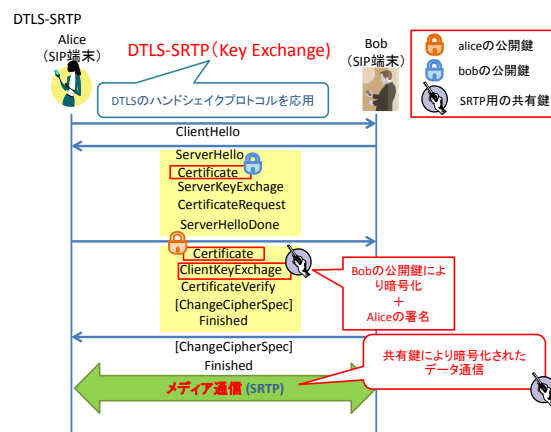 DTLS-SRTP
Alice
（SIP端末）
DTLS-SRTP（Key Exchange)
Bob
（SIP端末）
aliceの公開鍵
bobの公開鍵
SRTP用の共有鍵
DTLSのハンドシェイクプロトコルを応用
ClientHello
ServerHello
Certificate
ServerKeyExchage
CertificateRequest
ServerHelloDone
Certificate
ClientKeyExchage
CertificateVerify
[ChangeCipherSpec]
Finished
Bobの公開鍵によ
り暗号化
＋
Aliceの署名
[ChangeCipherSpec]
Finished
共有鍵により暗号化された
データ通信
メディア通信 (SRTP)